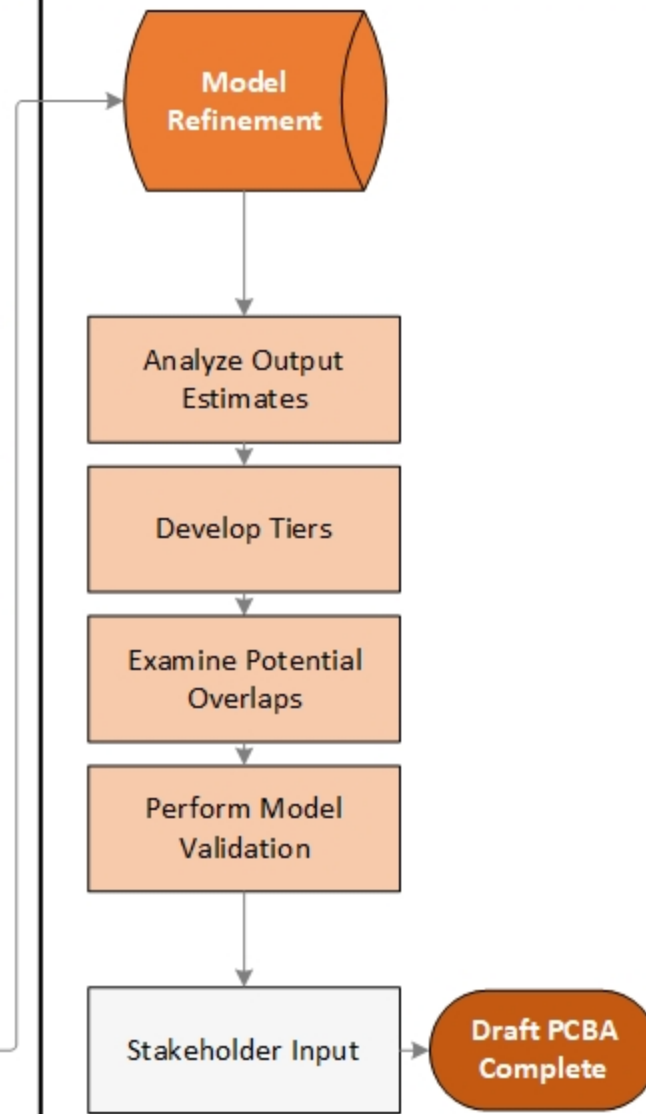 Model
Refinement
Analyze Output
Estimates
Develop Tiers
Examine Potential
Overlaps
Perform Model
Validation
Stakeholder Input
Draft PCBA
Complete